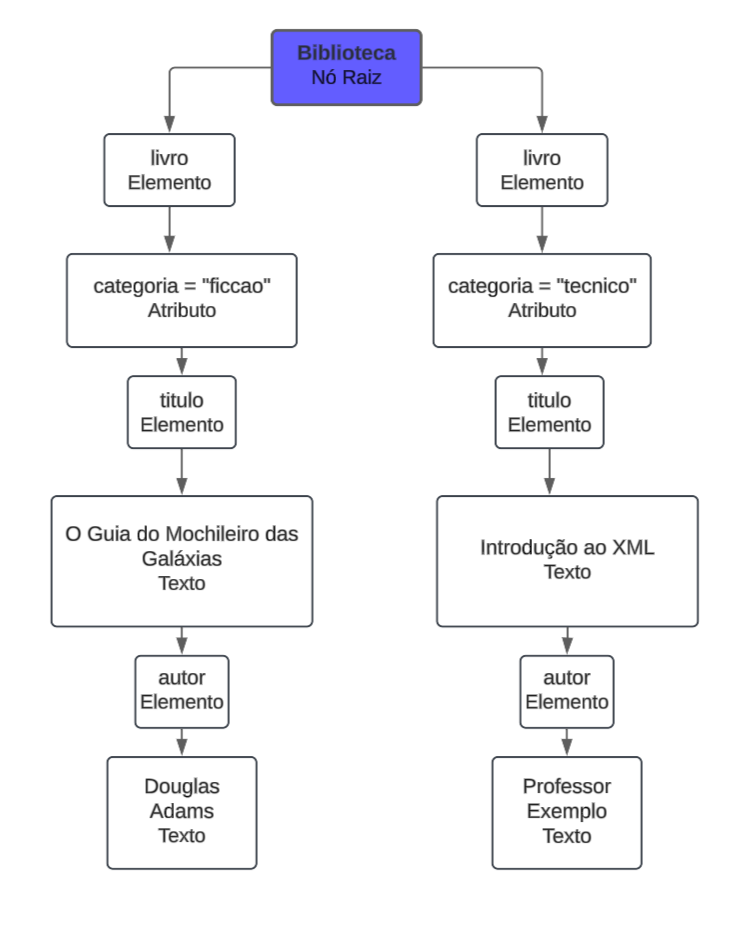 Biblioteca
Nó Raiz
livro
Elemento
livro
Elemento
categoria = "ficcao"
Atributo
categoria = "tecnico"
Atributo
titulo
Elemento
titulo
Elemento
O Guia do Mochileiro das
Galáxias
Texto
Introdução ao XML
Texto
autor
Elemento
autor
Elemento
Douglas
Adams
Texto
Professor
Exemplo
Texto